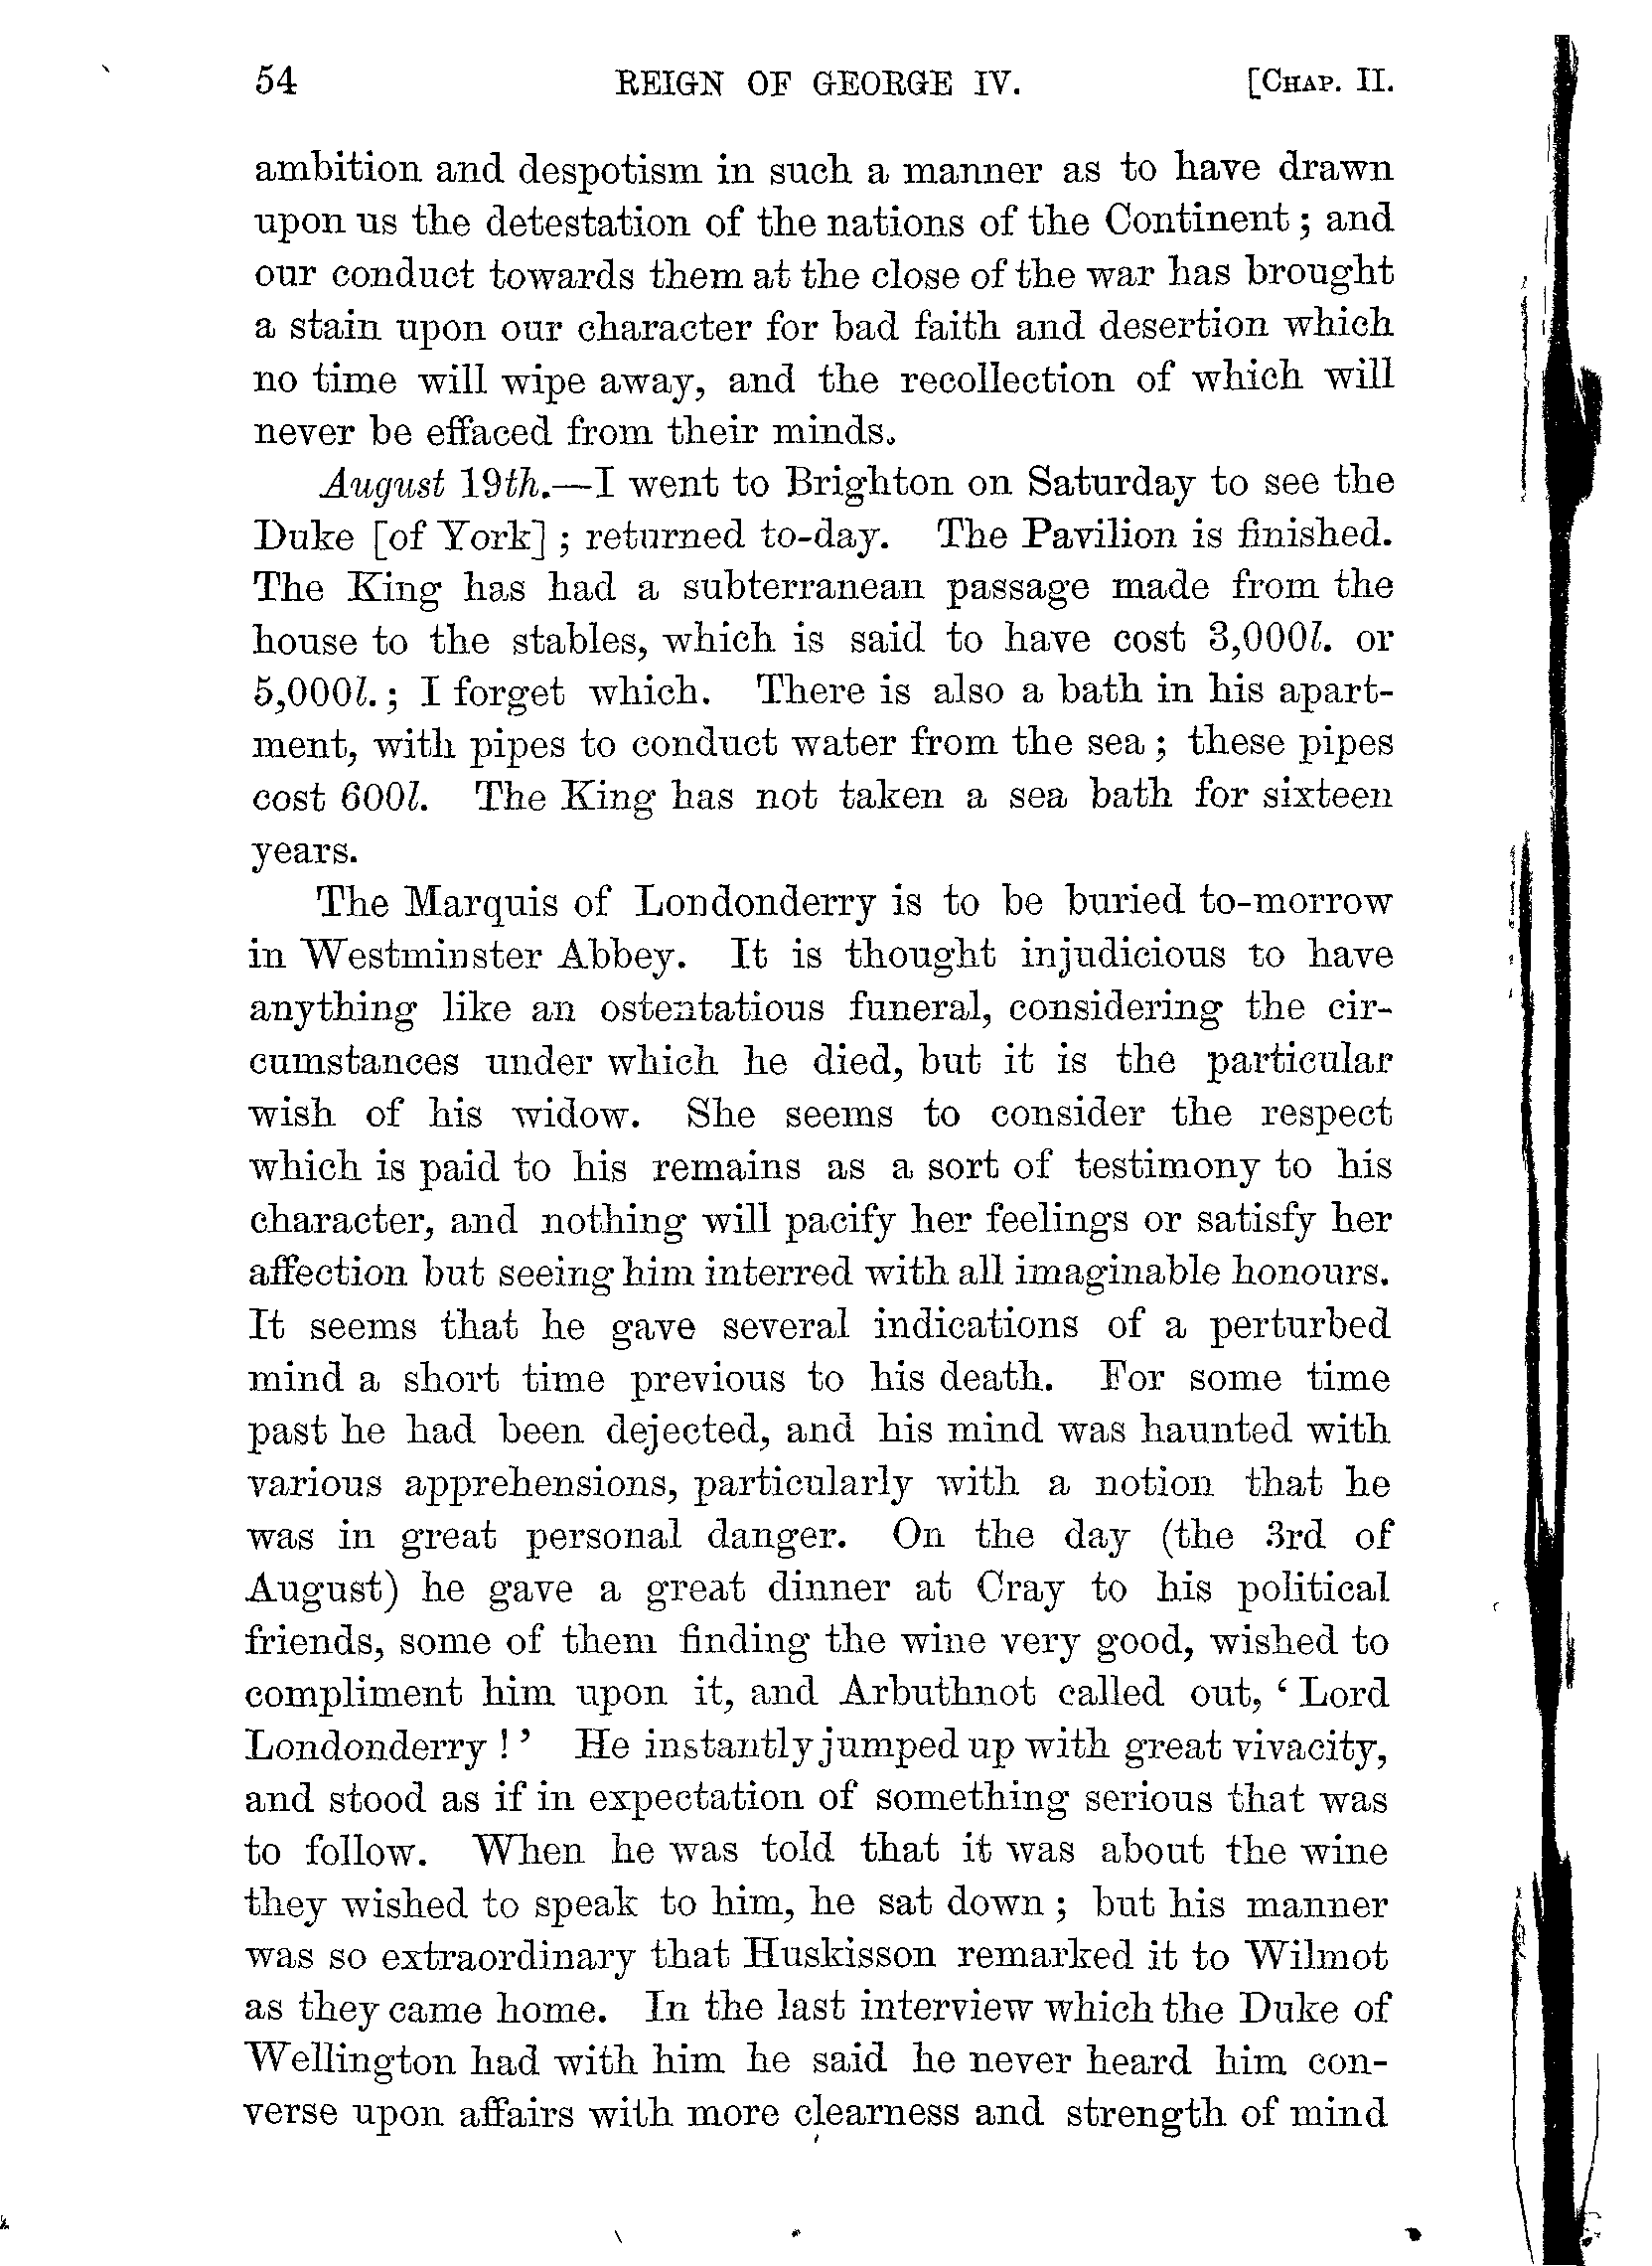 54 REIGN OF GEORGE IV. [CHAP. II.
ambition and despotism in such a manner as to have drawn
upon us the detestation of the nations of the Continent; and
our conduct towards them at the close of the war has brought
a stain upon our character for bad faith and desertion which
no time will wipe away, and the recollection of which will
never be effaced from their minds.
August 19th.—I went to Brighton on Saturday to see the
Duke [of York]; returned to-day. The Pavilion is finished.
The King has had a subterranean passage made from the
house to the stables, which is said to have cost 3,000l. or
5,000l.; I forget which. There is also a bath in his apart-
ment, with pipes to conduct water from the sea; these pipes
cost 600l. The King has not taken a sea bath for sixteen
years.
The Marquis of Londonderry is to be buried to-morrow
in Westminster Abbey. It is thought injudicious to have
anything like an ostentatious funeral, considering the cir-
cumstances under which he died, but it is the particular
wish of his widow. She seems to consider the respect
which is paid to his remains as a sort of testimony to his
character, and nothing will pacify her feelings or satisfy her
affection but seeing him interred with all imaginable honours.
It seems that he gave several indications of a perturbed
mind a short time previous to his death. For some time
past he had been dejected, and his mind was haunted with
various apprehensions, particularly with a notion that he
was in great personal danger. On the day (the 3rd of
August) he gave a great dinner at Cray to his political
friends, some of them finding the wine very good, wished to
compliment him upon it, and Arbuthnot called out, ‘Lord
Londonderry!’ He instantly jumped up with great vivacity,
and stood as if in expectation of something serious that was
to follow. When he was told that it was about the wine
they wished to speak to him, he sat down; but his manner
was so extraordinary that Huskisson remarked it to Wilmot
as they came home. In the last interview which the Duke of
Wellington had with him he said he never heard him con-
verse upon affairs with more clearness and strength of mind